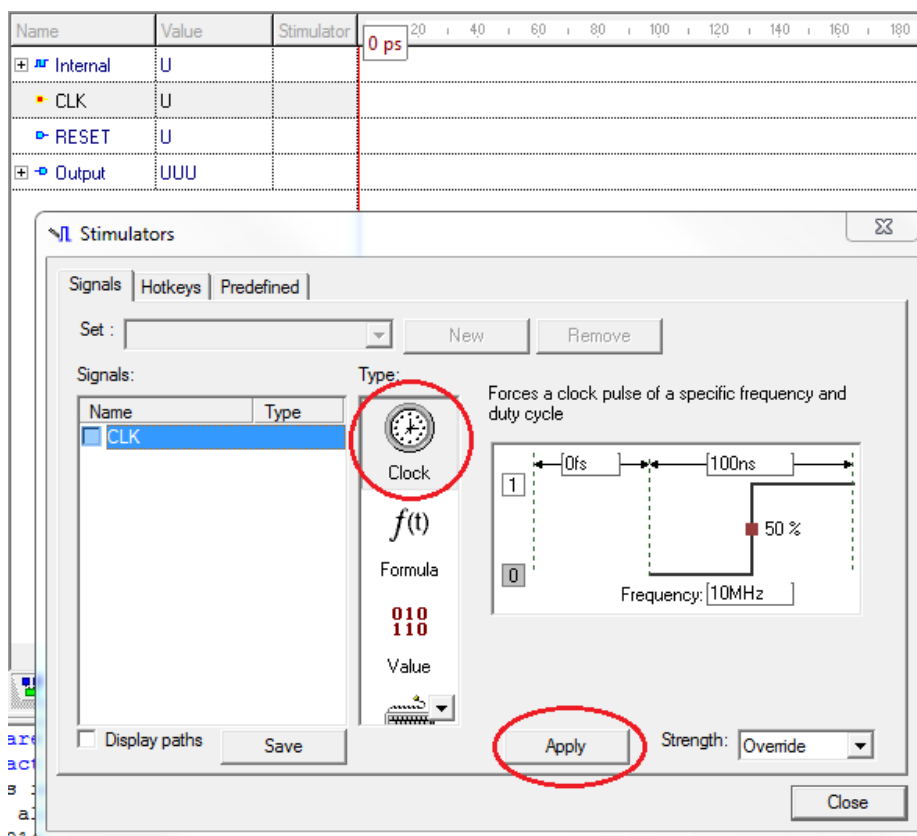 Name Value Stimulator 20 40 60 80 100 120 140 160 180
0 ps
Internal U
CLK U
RESET U
Output UUU
Stimulators
Signals Hotkeys Predefined
Set : New Remove
Signals: Type:
Name Type
CLK
Clock
f(t)
Formula
010
110
Value
Forces a clock pulse of a specific frequency and
duty cycle
0fs 100ns
1
50 %
0
Frequency: 10MHz
Display paths Save Apply Strength: Override
Close